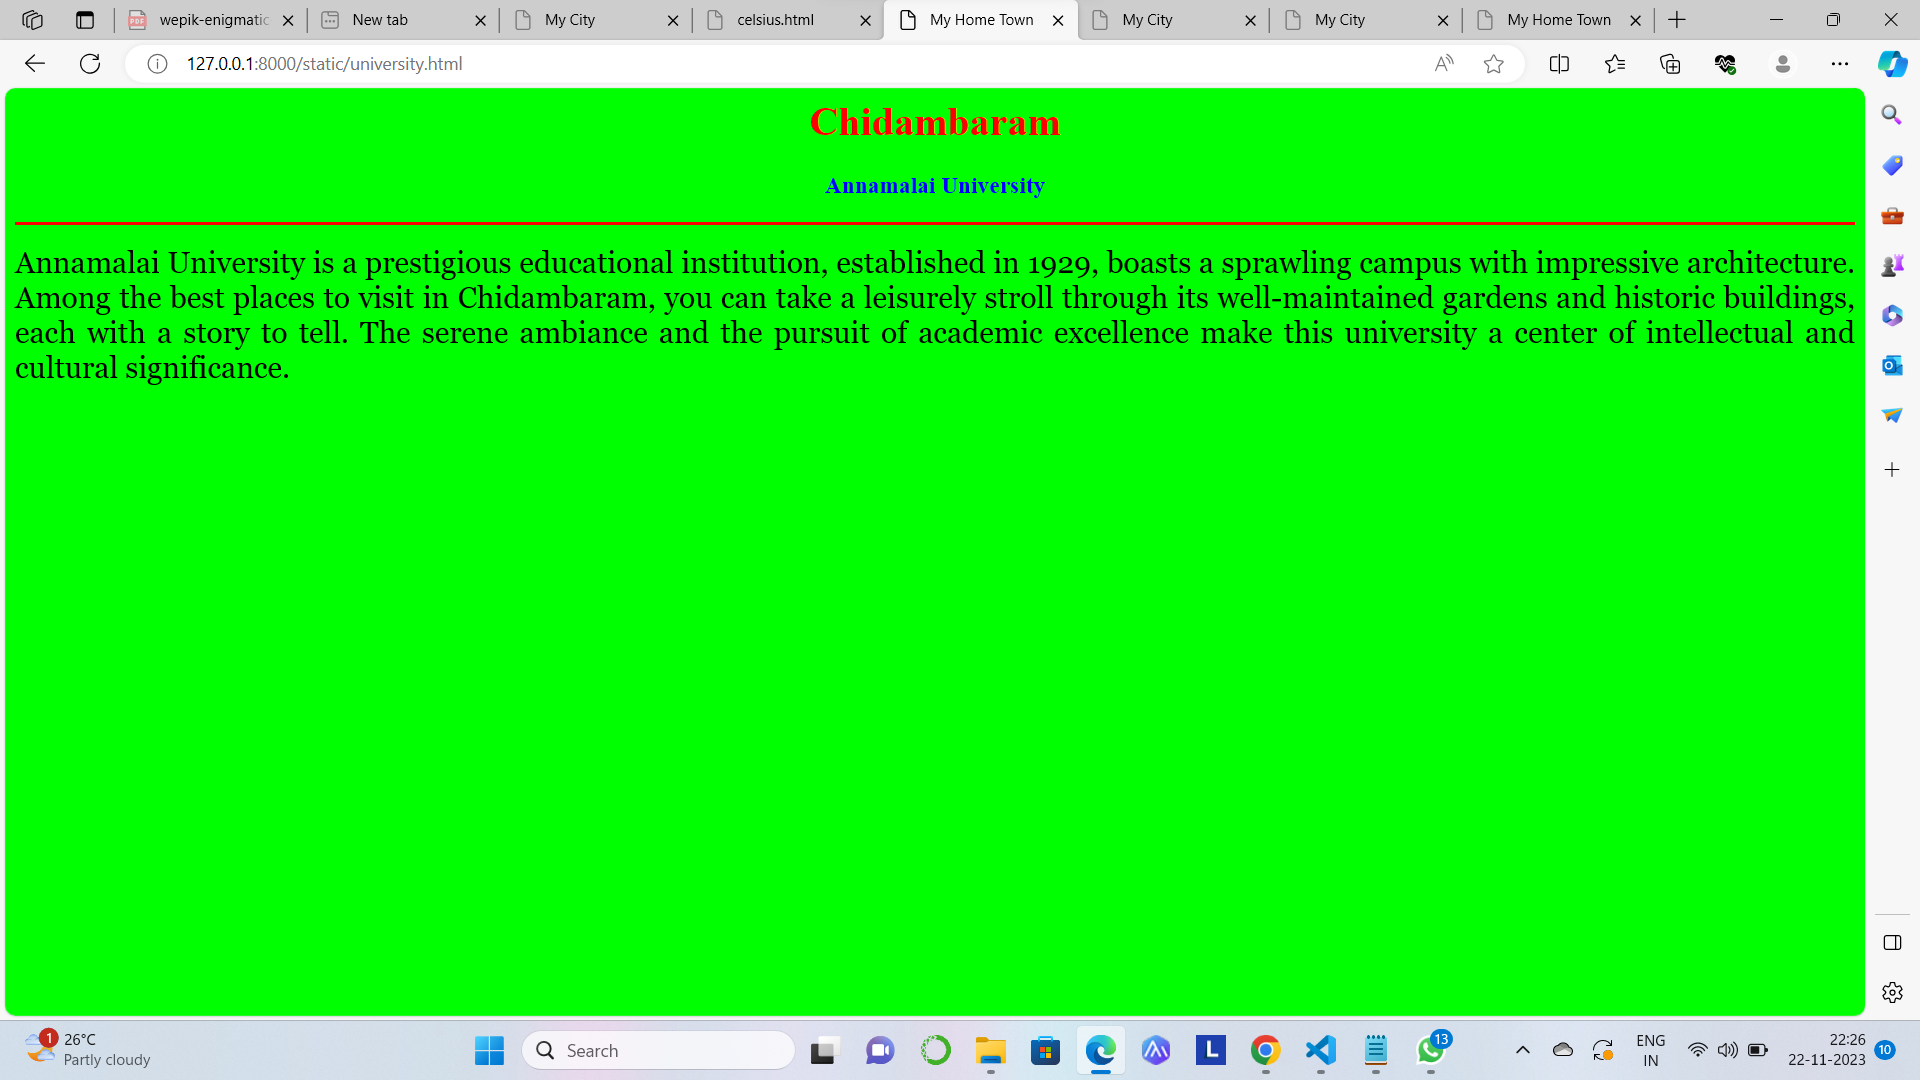 wepik-enigmatic
New tab
My City
celsius.html
My Home Town
My City
My City
My Home Town
127.0.0.1:8000/static/university.html
Chidambaram
Annamalai University
Annamalai University is a prestigious educational institution, established in 1929, boasts a sprawling campus with impressive architecture.
Among the best places to visit in Chidambaram, you can take a leisurely stroll through its well-maintained gardens and historic buildings,
each with a story to tell. The serene ambiance and the pursuit of academic excellence make this university a center of intellectual and
cultural significance.
1
26°C
Partly cloudy
Search
L
13
ENG
IN
22:26
22-11-2023
10